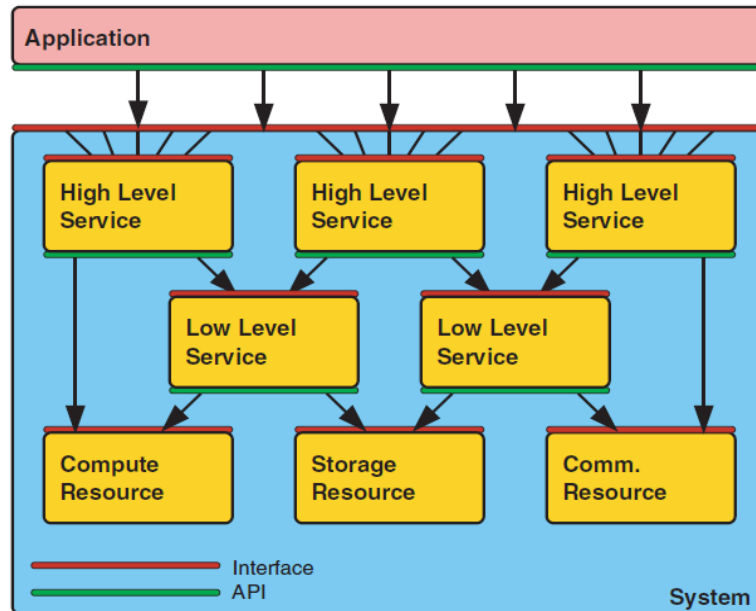 Application
High Level
Service
High Level
Service
High Level
Service
Low Level
Service
Low Level
Service
Compute
Resource
Storage
Resource
Comm.
Resource
Interface
API
System